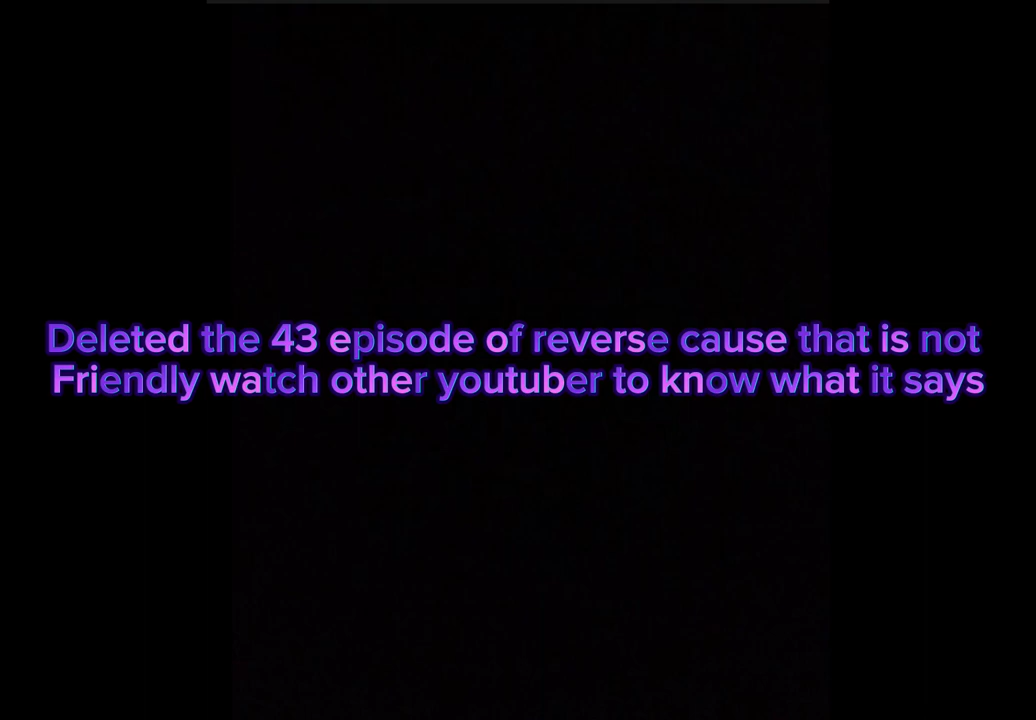 Deleted the 43 episode of reverse cause that is not
Friendly watch other youtuber to know what it says